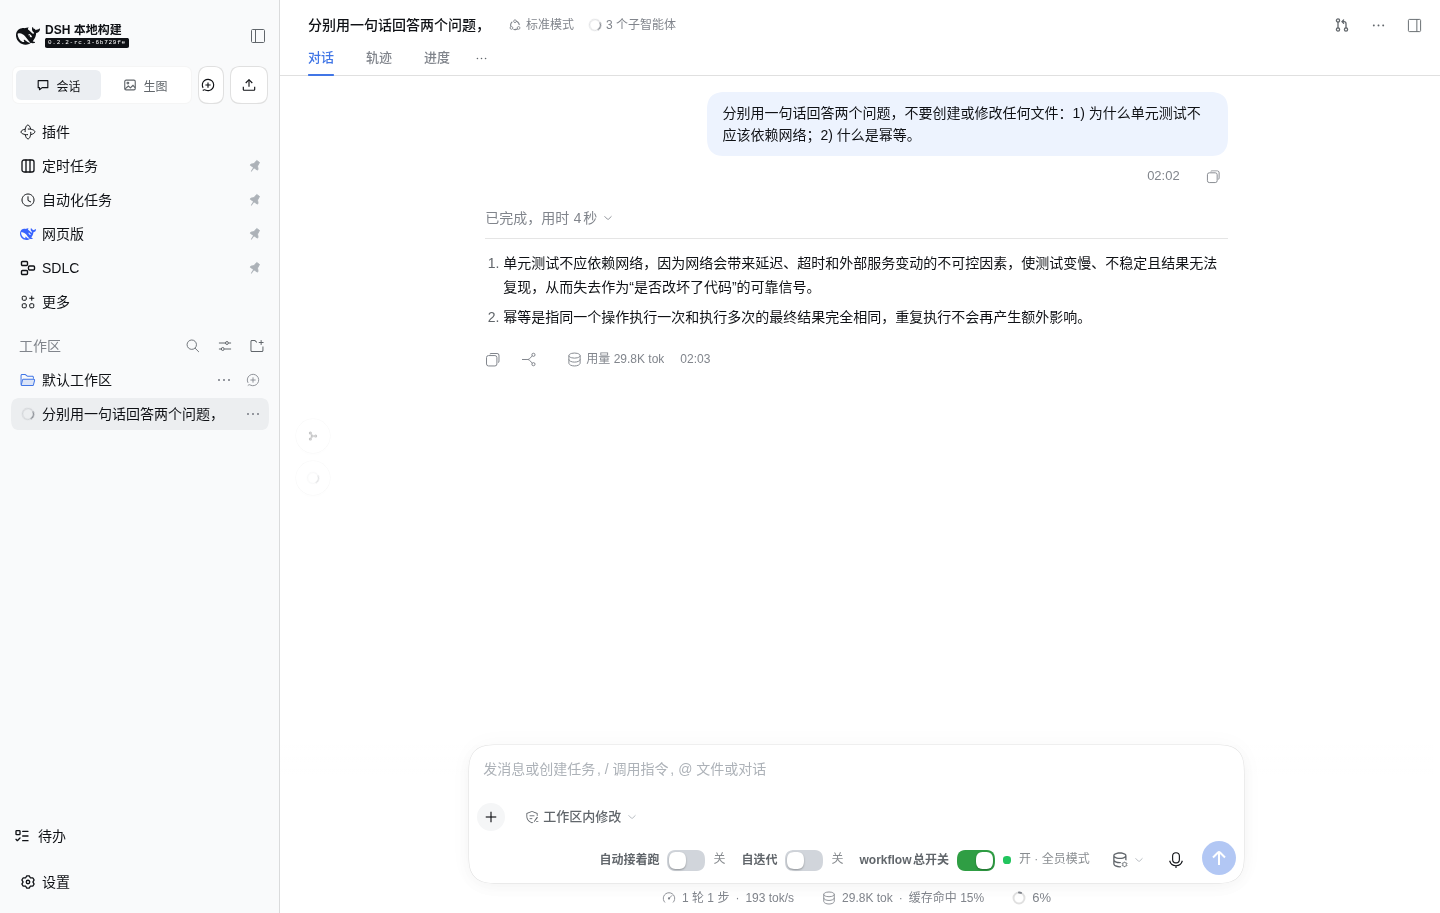 DSH 本地构建
0.2.2-rc.3-6b729fe
会话
生图
插件
定时任务
自动化任务
网页版
SDLC
更多
工作区
默认工作区
分别用一句话回答两个问题，
待办
设置
分别用一句话回答两个问题，
标准模式
3 个子智能体
对话
轨迹
进度
分别用一句话回答两个问题，不要创建或修改任何文件：1) 为什么单元测试不
应该依赖网络；2) 什么是幂等。
02:02
已完成，用时 4秒
1. 单元测试不应依赖网络，因为网络会带来延迟、超时和外部服务变动的不可控因素，使测试变慢、不稳定且结果无法
复现，从而失去作为“是否改坏了代码”的可靠信号。
2. 幂等是指同一个操作执行一次和执行多次的最终结果完全相同，重复执行不会再产生额外影响。
用量 29.8K tok
02:03
发消息或创建任务, / 调用指令, @ 文件或对话
工作区内修改
自动接着跑 关
自迭代 关
workflow总开关
开 · 全员模式
1 轮 1 步 · 193 tok/s
29.8K tok · 缓存命中 15%
6%